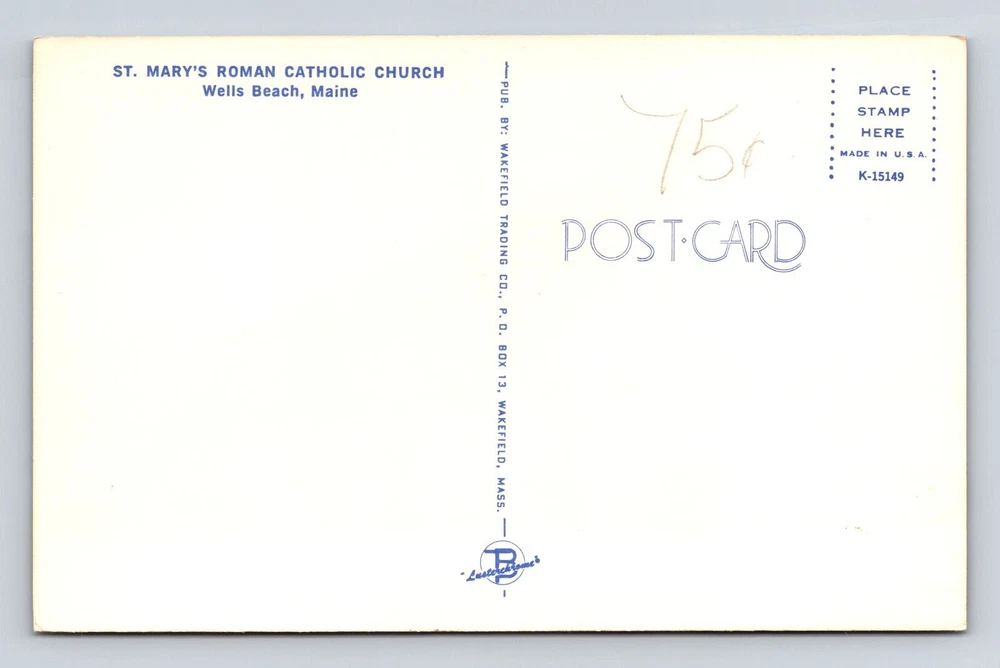 ST. MARY'S ROMAN CATHOLIC CHURCH
Wells Beach, Maine
PUB. BY: WAKEFIELD TRADING CO., P. O. BOX 13, WAKEFIELD, MASS.
"Lusterchrome"
75¢
PLACE
STAMP
HERE
MADE IN U.S.A.
K-15149
POST·CARD